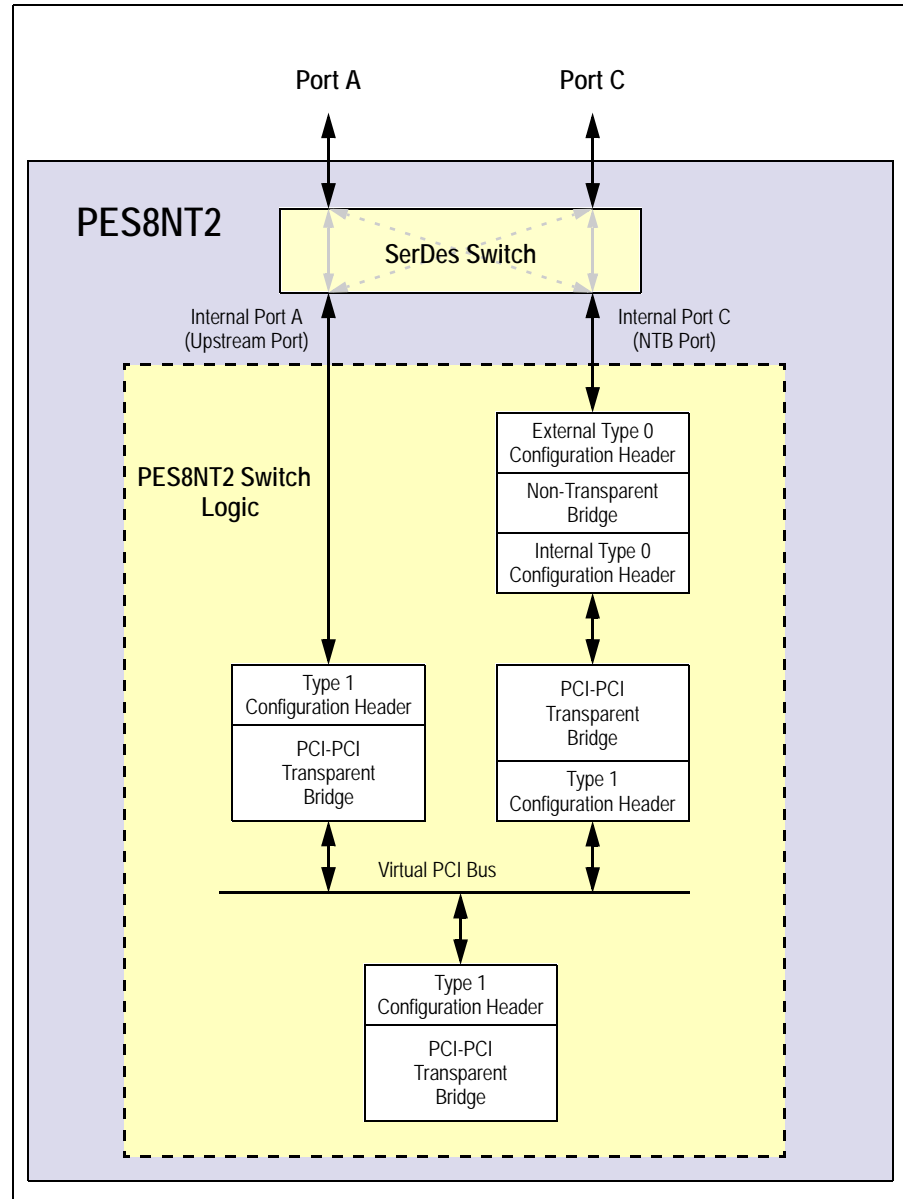 Port A
Port C
PES8NT2
SerDes Switch
Internal Port A
(Upstream Port)
Internal Port C
(NTB Port)
PES8NT2 Switch
Logic
External Type 0
Configuration Header
Non-Transparent
Bridge
Internal Type 0
Configuration Header
Type 1
Configuration Header
PCI-PCI
Transparent
Bridge
PCI-PCI
Transparent
Bridge
Type 1
Configuration Header
Virtual PCI Bus
Type 1
Configuration Header
PCI-PCI
Transparent
Bridge